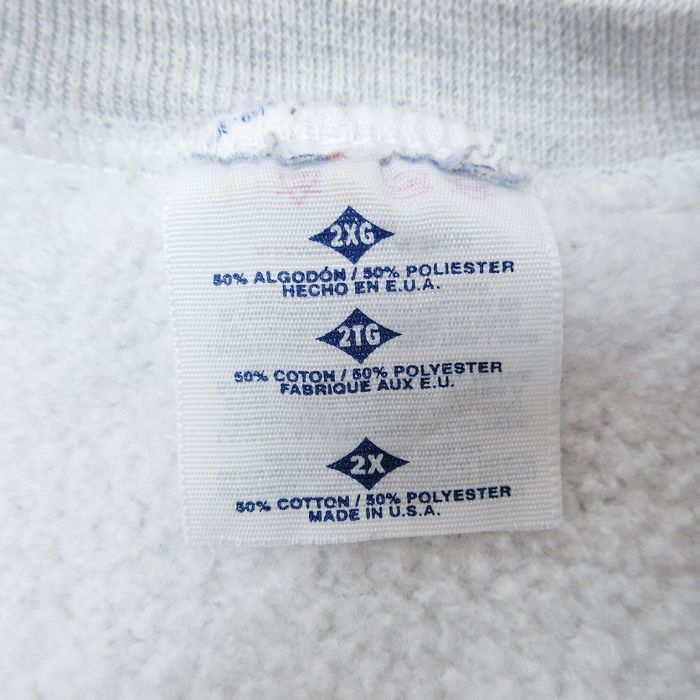 2XG
50% ALGODÓN / 50% POLIESTER
HECHO EN E.U.A.
2TG
50% COTON / 50% POLYESTER
FABRIQUE AUX E.U.
2X
50% COTTON / 50% POLYESTER
MADE IN U.S.A.